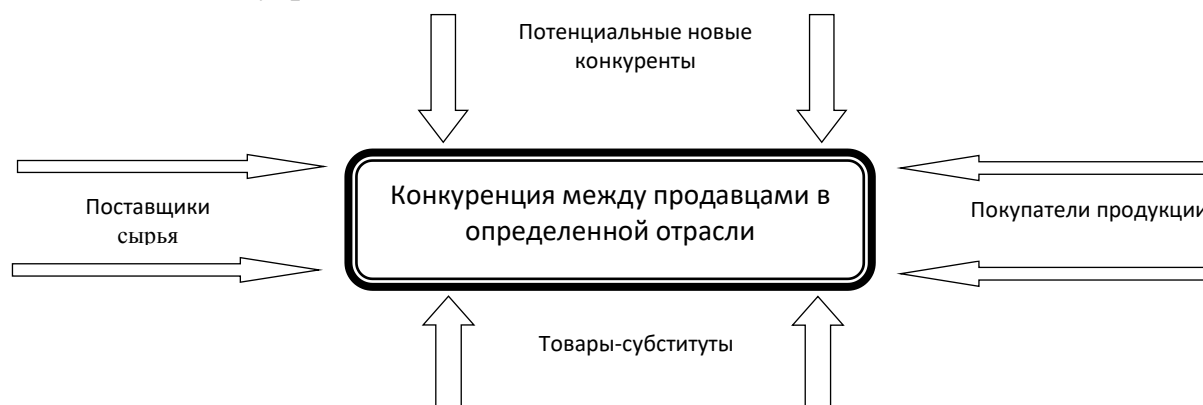 Потенциальные новые
конкуренты
Конкуренция между продавцами в
определенной отрасли
Поставщики
сырья
Покупатели продукции
Товары-субституты